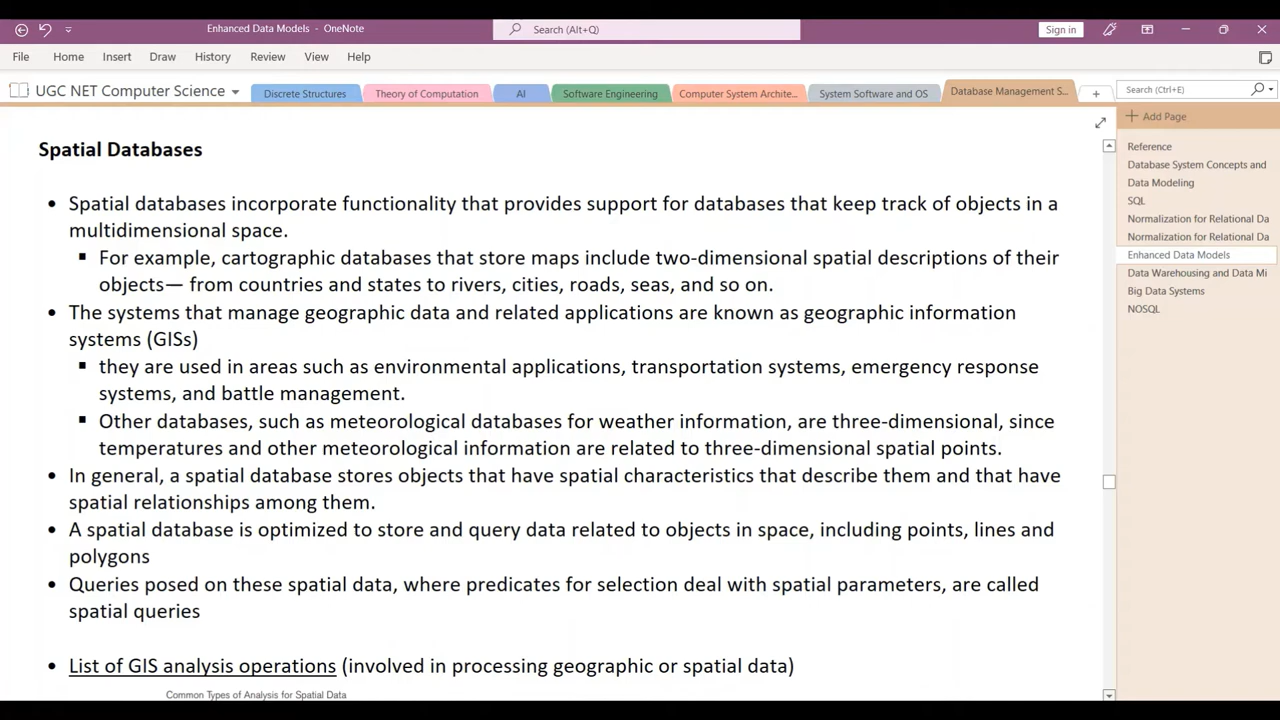 Enhanced Data Models - OneNote
Search (Alt+Q)
Sign in
File Home Insert Draw History Review View Help
UGC NET Computer Science
Discrete Structures
Theory of Computation
AI
Software Engineering
Computer System Archite...
System Software and OS
Database Management S...
Search (Ctrl+E)
Spatial Databases
• Spatial databases incorporate functionality that provides support for databases that keep track of objects in a
multidimensional space.
▪ For example, cartographic databases that store maps include two-dimensional spatial descriptions of their
objects— from countries and states to rivers, cities, roads, seas, and so on.
• The systems that manage geographic data and related applications are known as geographic information
systems (GISs)
▪ they are used in areas such as environmental applications, transportation systems, emergency response
systems, and battle management.
▪ Other databases, such as meteorological databases for weather information, are three-dimensional, since
temperatures and other meteorological information are related to three-dimensional spatial points.
• In general, a spatial database stores objects that have spatial characteristics that describe them and that have
spatial relationships among them.
• A spatial database is optimized to store and query data related to objects in space, including points, lines and
polygons
• Queries posed on these spatial data, where predicates for selection deal with spatial parameters, are called
spatial queries
• List of GIS analysis operations (involved in processing geographic or spatial data)
Common Types of Analysis for Spatial Data
Add Page
Reference
Database System Concepts and
Data Modeling
SQL
Normalization for Relational Da
Normalization for Relational Da
Enhanced Data Models
Data Warehousing and Data Mi
Big Data Systems
NOSQL